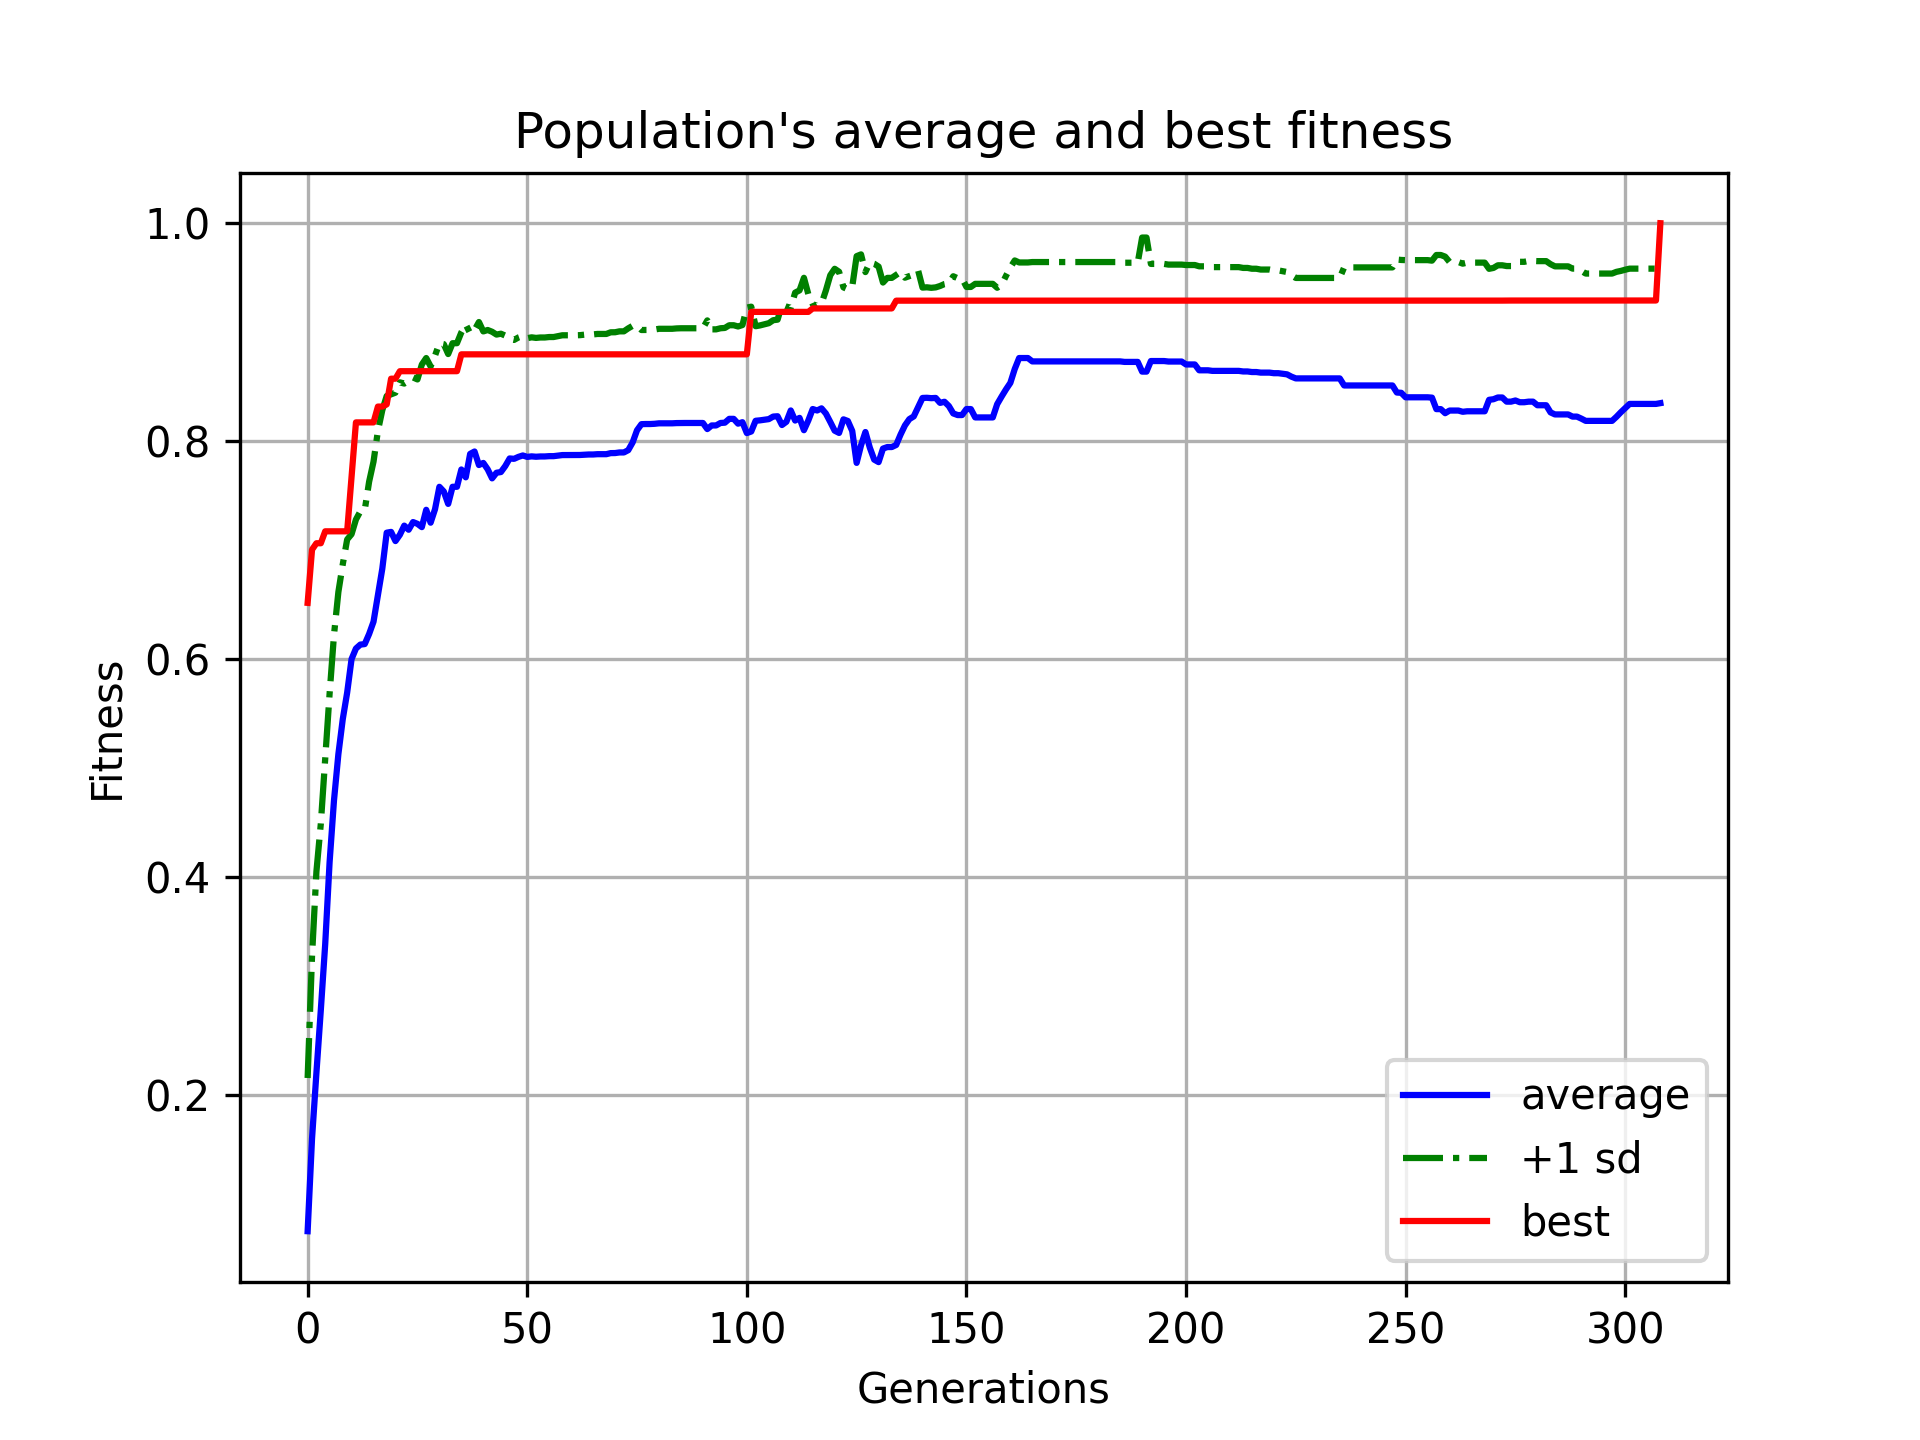 Population's average and best fitness
1.0
0.8
0.6
0.4
0.2
Fitness
0 50 100 150 200 250 300
Generations
average
+1 sd
best